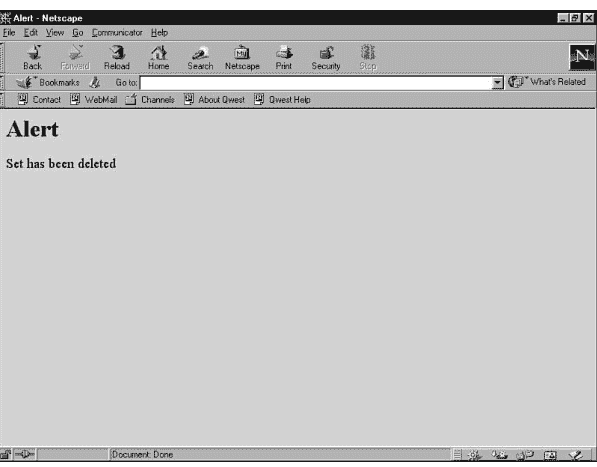 Alert - Netscape
File Edit View Go Communicator Help
Back Forward Reload Home Search Netscape Print Security Stop
Bookmarks Go to: What's Related
Contact WebMail Channels About Qwest Qwest Help
Alert
Set has been deleted
Document: Done